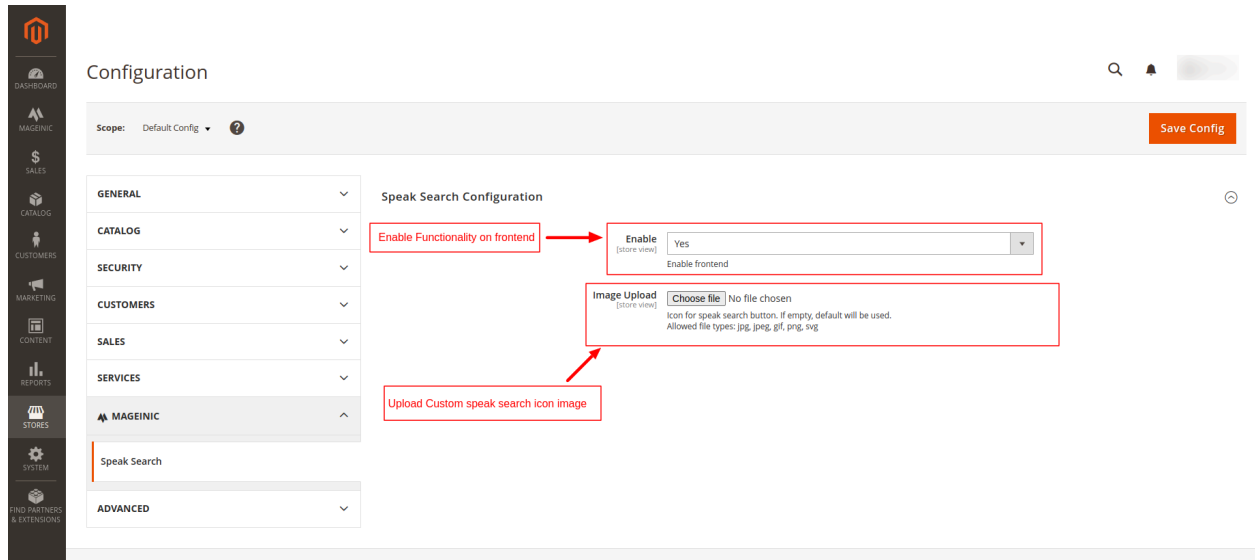 Configuration
DASHBOARD
MAGEINIC
SALES
CATALOG
CUSTOMERS
MARKETING
CONTENT
REPORTS
STORES
SYSTEM
FIND PARTNERS
& EXTENSIONS
Scope: Default Config ?
Save Config
GENERAL
CATALOG
SECURITY
CUSTOMERS
SALES
SERVICES
MAGEINIC
Speak Search
ADVANCED
Speak Search Configuration
Enable Functionality on frontend
Enable
[store view]
Yes
Enable frontend
Image Upload
[store view]
Choose file No file chosen
Icon for speak search button. If empty, default will be used.
Allowed file types: jpg, jpeg, gif, png, svg
Upload Custom speak search icon image